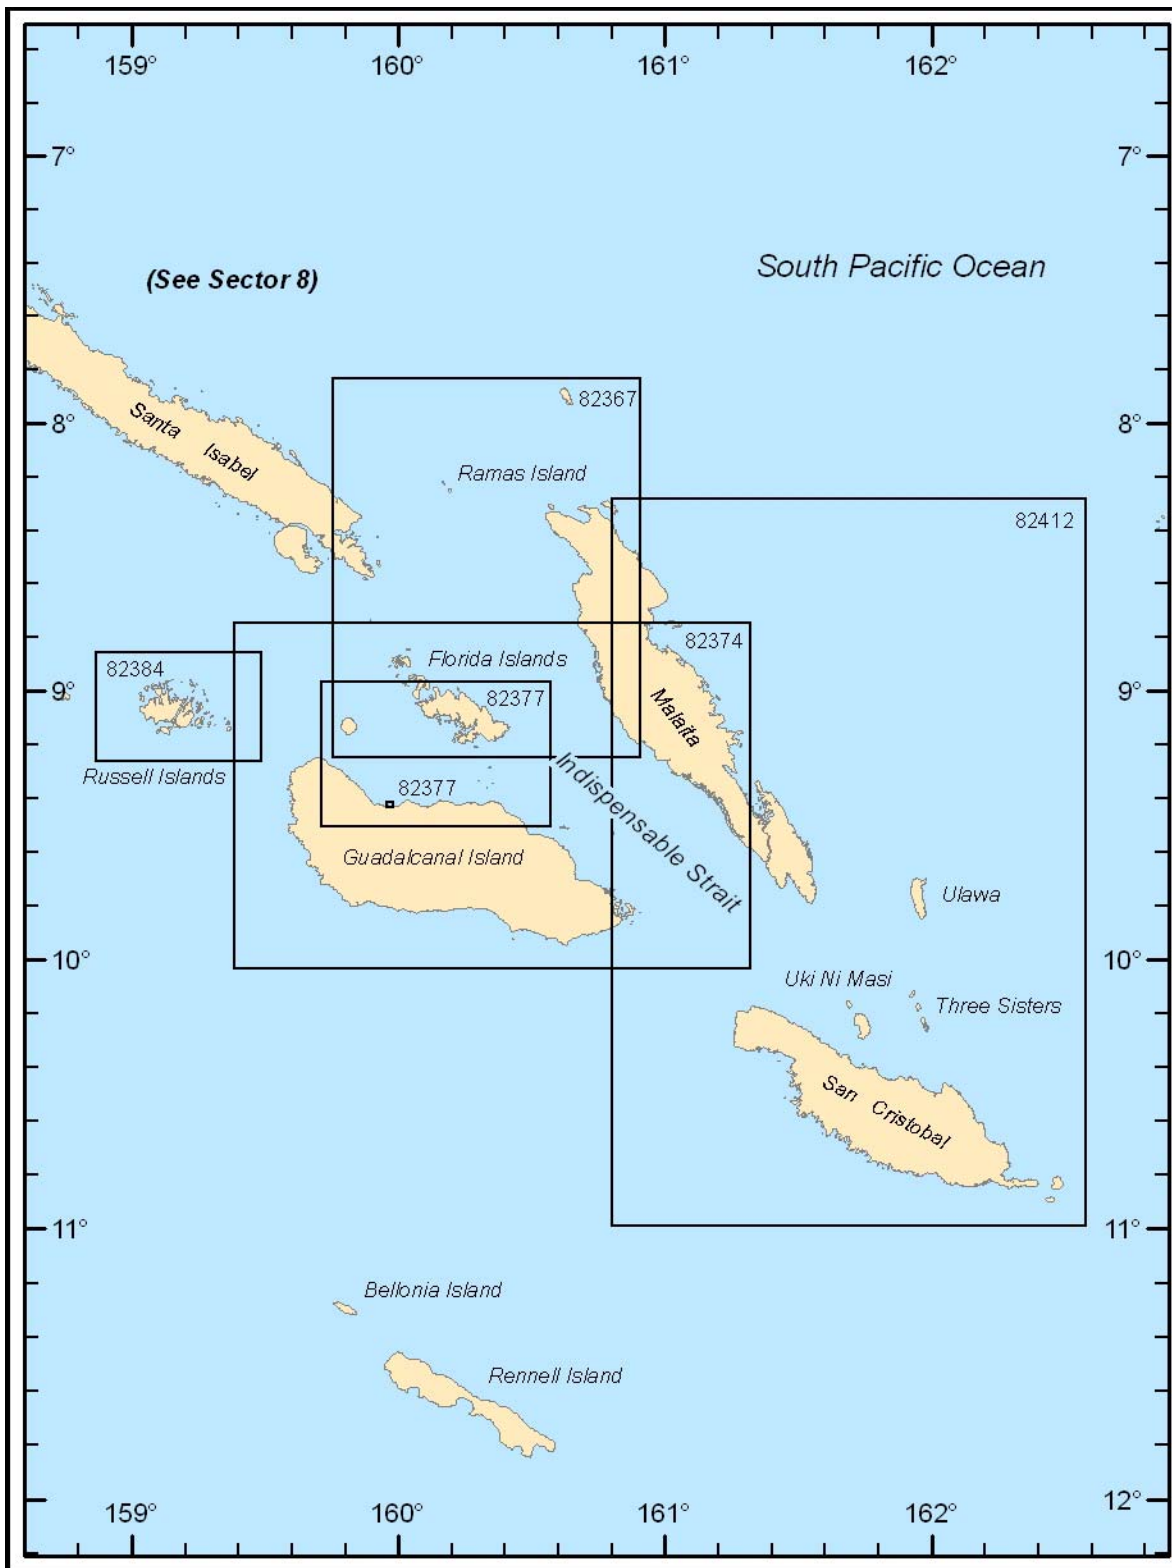 159° 160° 161° 162°
7° 7°
South Pacific Ocean
(See Sector 8)
82367
8° 8°
Santa Isabel
Ramas Island
82412
82374
Florida Islands
82384
82377
9° 9°
Malaita
Russell Islands
82377
Indispensable Strait
Guadalcanal Island
Ulawa
10° 10°
Uki Ni Masi
Three Sisters
San Cristobal
11° 11°
Bellonia Island
Rennell Island
12° 12°
159° 160° 161° 162°